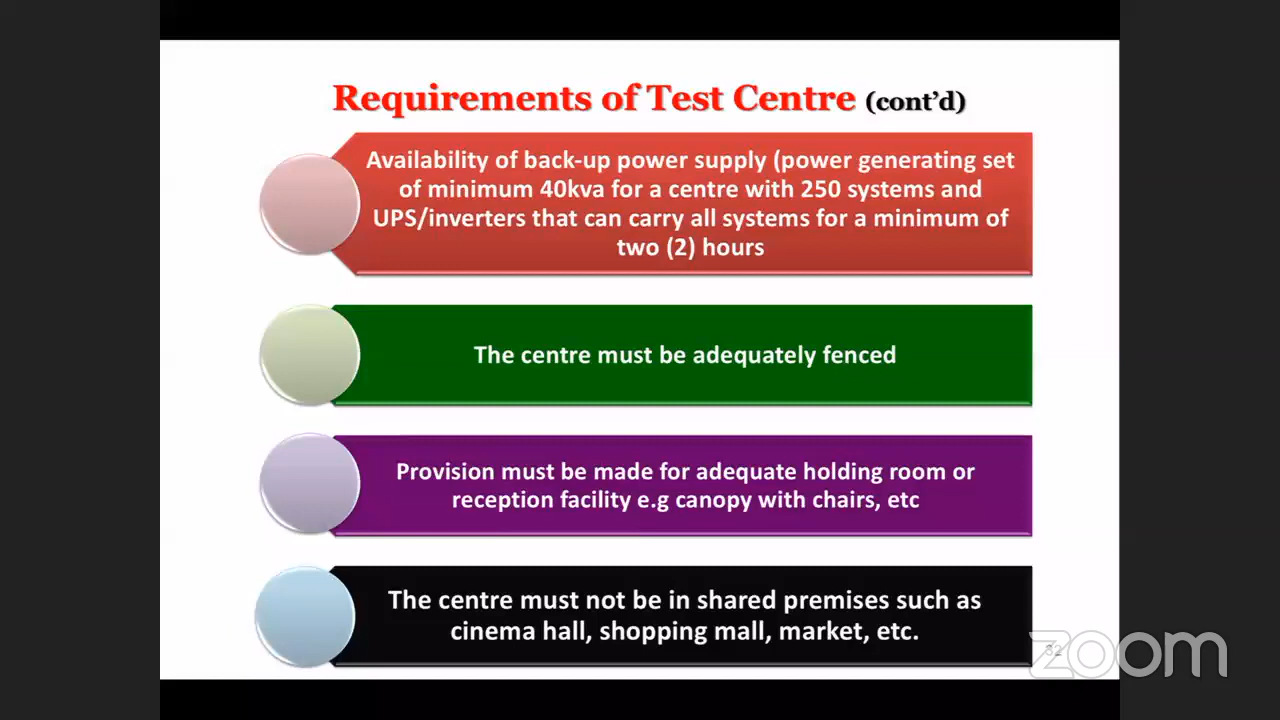 Requirements of Test Centre (cont'd)
Availability of back-up power supply (power generating set
of minimum 40kva for a centre with 250 systems and
UPS/inverters that can carry all systems for a minimum of
two (2) hours
The centre must be adequately fenced
Provision must be made for adequate holding room or
reception facility e.g canopy with chairs, etc
The centre must not be in shared premises such as
cinema hall, shopping mall, market, etc.
32
zoom